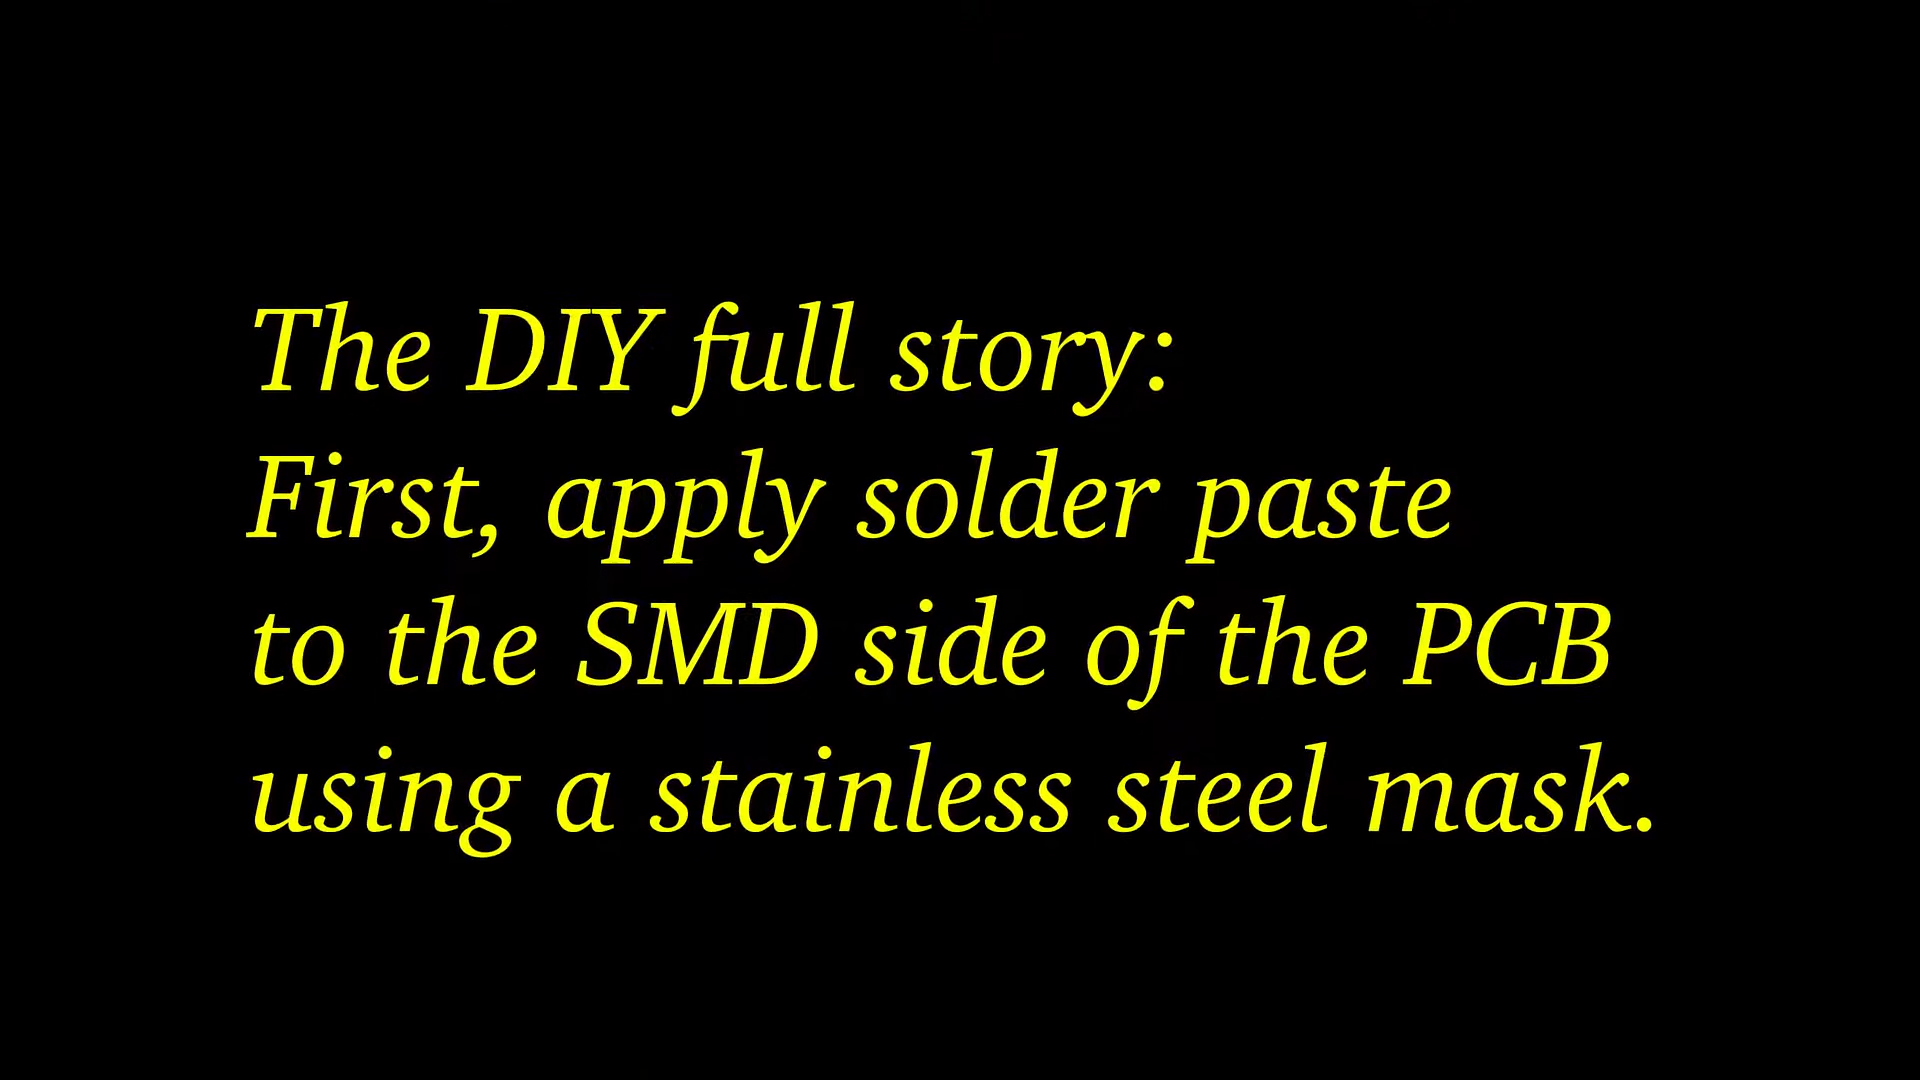 The DIY full story:
First, apply solder paste
to the SMD side of the PCB
using a stainless steel mask.